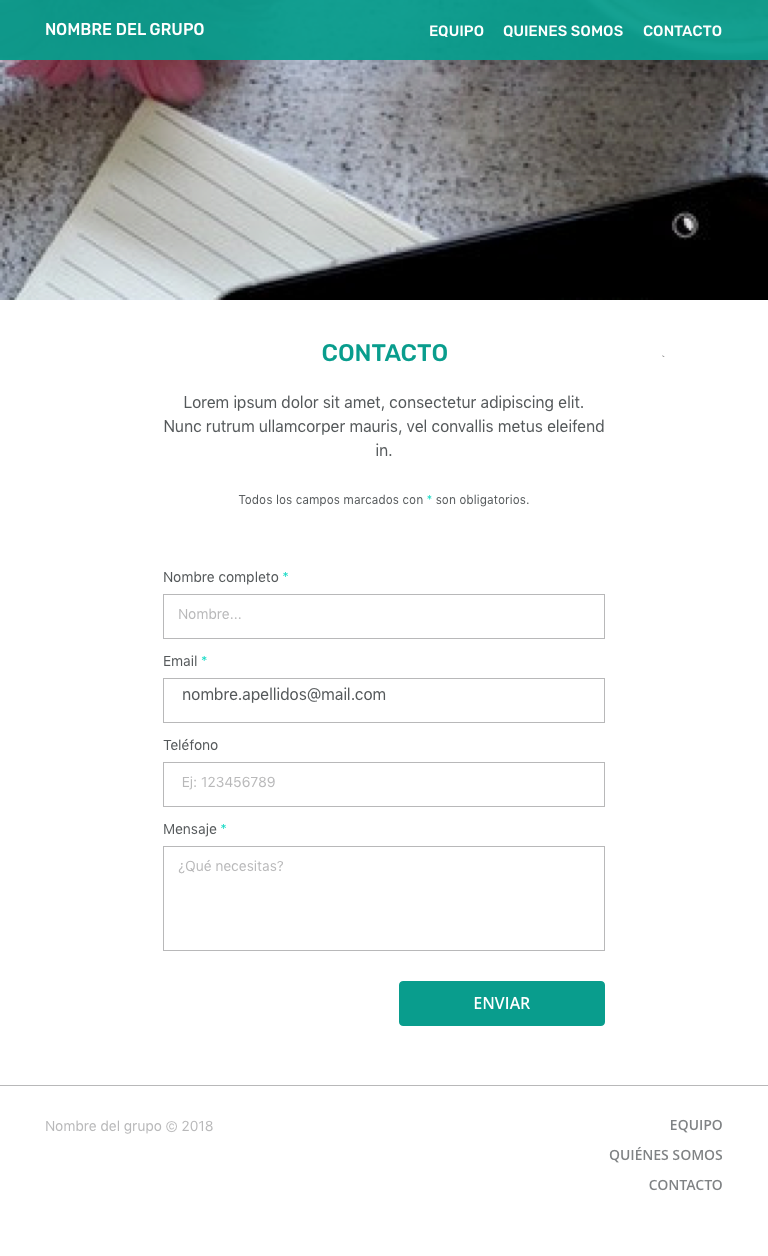 NOMBRE DEL GRUPO EQUIPO QUIENES SOMOS CONTACTO
CONTACTO
Lorem ipsum dolor sit amet, consectetur adipiscing elit.
Nunc rutrum ullamcorper mauris, vel convallis metus eleifend
in.
Todos los campos marcados con * son obligatorios.
Nombre completo *
Nombre...
Email *
nombre.apellidos@mail.com
Teléfono
Ej: 123456789
Mensaje *
¿Qué necesitas?
ENVIAR
Nombre del grupo © 2018
EQUIPO
QUIÉNES SOMOS
CONTACTO